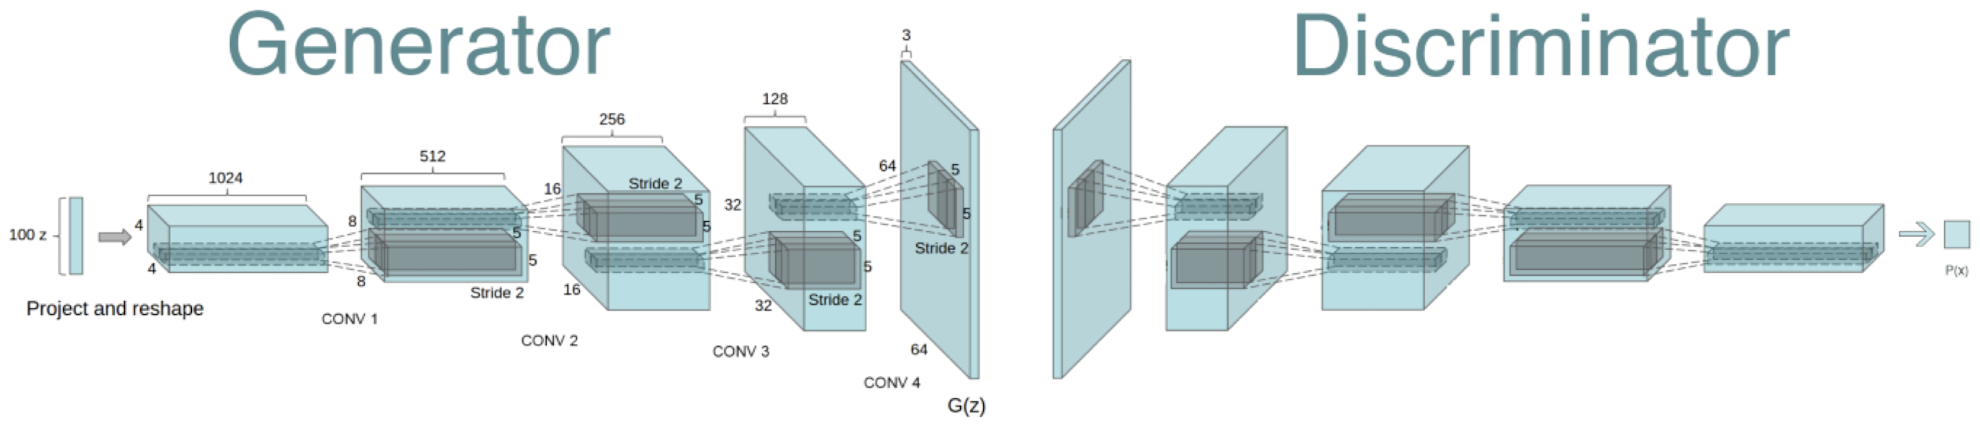 Generator
Discriminator
100 z
Project and reshape
1024
4
4
512
8
8
5
5
Stride 2
CONV 1
256
16
16
Stride 2
5
5
CONV 2
128
32
32
5
5
Stride 2
CONV 3
3
64
64
5
5
Stride 2
CONV 4
G(z)
P(x)